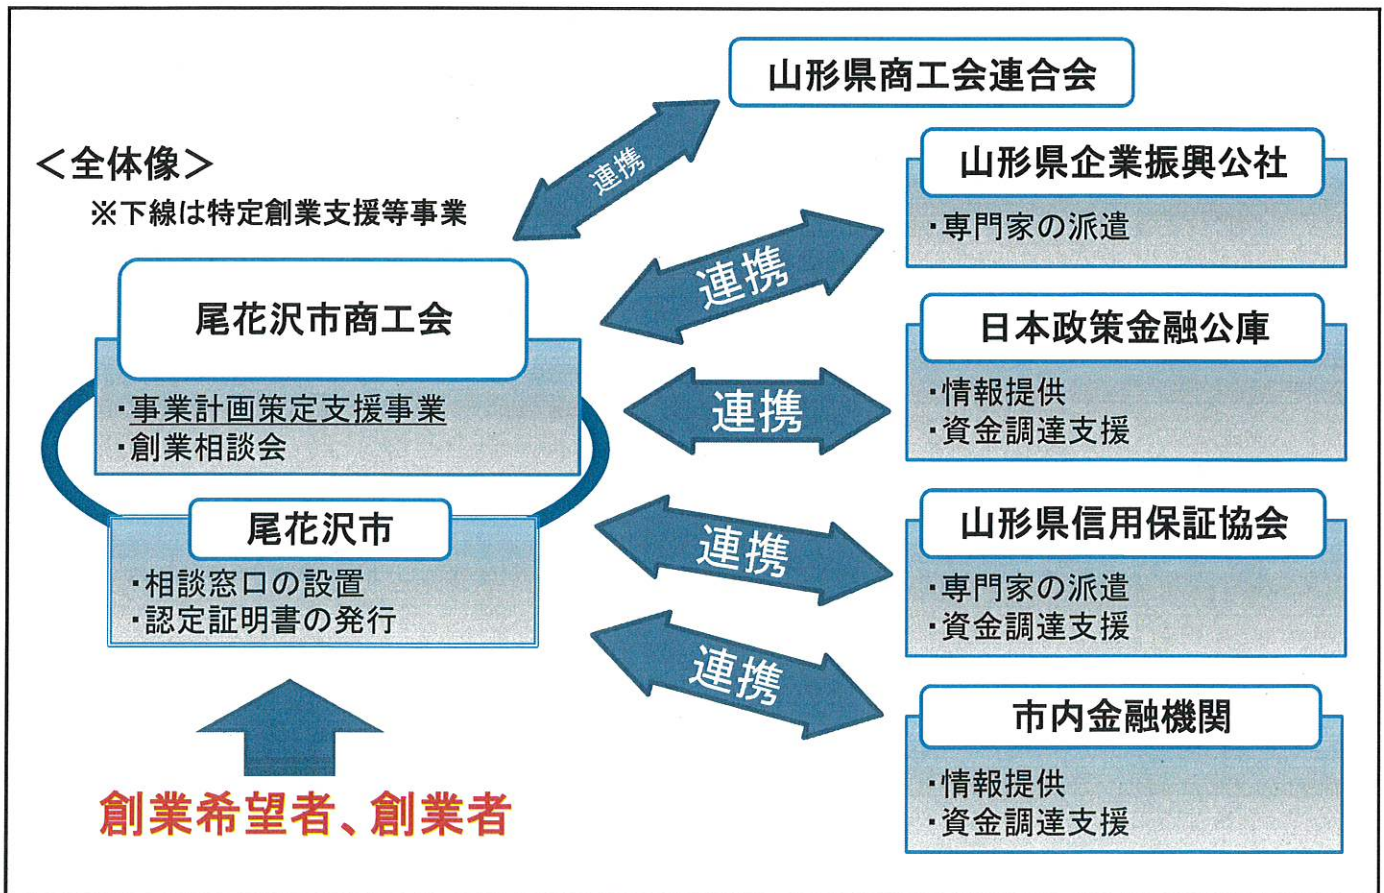 山形県商工会連合会
連携
＜全体像＞
※下線は特定創業支援等事業
山形県企業振興公社
・専門家の派遣
連携
尾花沢市商工会
・事業計画策定支援事業
・創業相談会
日本政策金融公庫
・情報提供
・資金調達支援
連携
尾花沢市
・相談窓口の設置
・認定証明書の発行
山形県信用保証協会
・専門家の派遣
・資金調達支援
連携
連携
市内金融機関
・情報提供
・資金調達支援
創業希望者、創業者